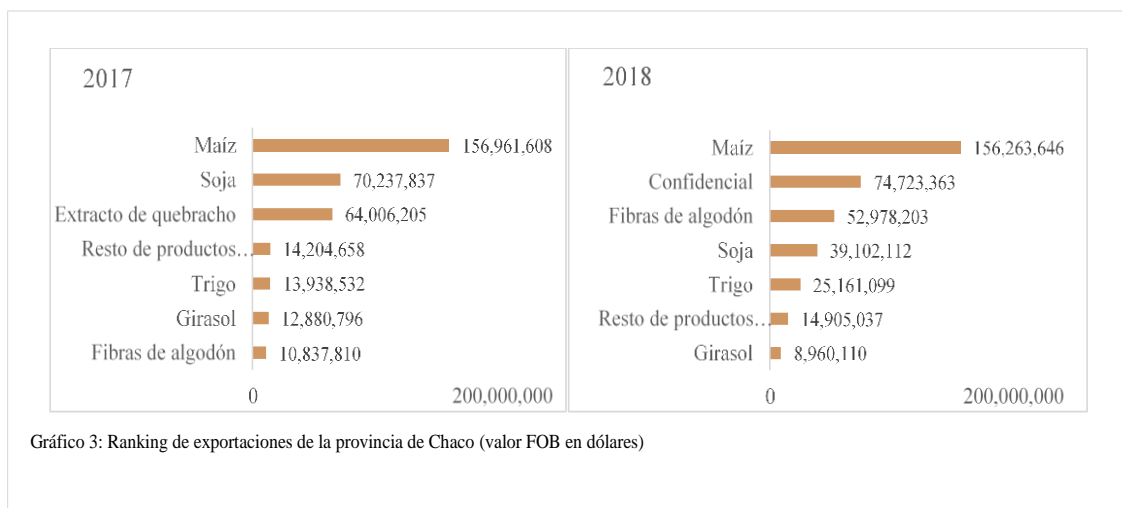 2017
Maíz 156,961,608
Soja 70,237,837
Extracto de quebracho 64,006,205
Resto de productos… 14,204,658
Trigo 13,938,532
Girasol 12,880,796
Fibras de algodón 10,837,810
0 200,000,000
2018
Maíz 156,263,646
Confidencial 74,723,363
Fibras de algodón 52,978,203
Soja 39,102,112
Trigo 25,161,099
Resto de productos… 14,905,037
Girasol 8,960,110
0 200,000,000
Gráfico 3: Ranking de exportaciones de la provincia de Chaco (valor FOB en dólares)